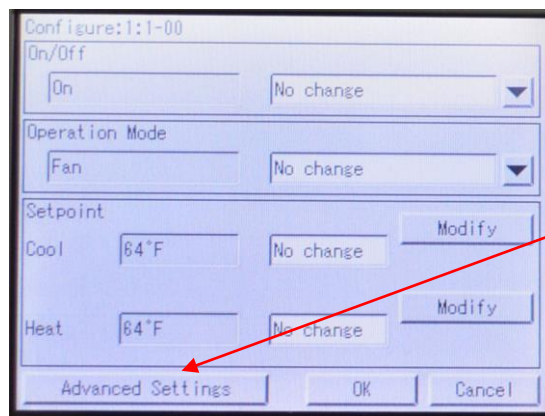 Configure:1:1-00
On/Off
On No change
Operation Mode
Fan No change
Setpoint
Modify
Cool 64°F No change
Modify
Heat 64°F No change
Advanced Settings OK Cancel